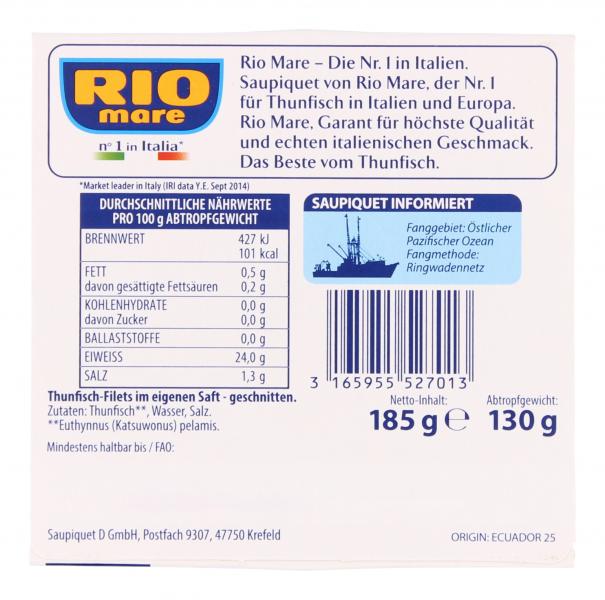 RIO
mare
n° 1 in Italia*
Rio Mare – Die Nr. 1 in Italien.
Saupiquet von Rio Mare, der Nr. 1
für Thunfisch in Italien und Europa.
Rio Mare, Garant für höchste Qualität
und echten italienischen Geschmack.
Das Beste vom Thunfisch.
*Market leader in Italy (IRI data Y.E. Sept 2014)
DURCHSCHNITTLICHE NÄHRWERTE
PRO 100 g ABTROPFGEWICHT
BRENNWERT 427 kJ
101 kcal
FETT 0,5 g
davon gesättigte Fettsäuren 0,2 g
KOHLENHYDRATE 0,0 g
davon Zucker 0,0 g
BALLASTSTOFFE 0,0 g
EIWEISS 24,0 g
SALZ 1,3 g
SAUPIQUET INFORMIERT
Fanggebiet: Östlicher
Pazifischer Ozean
Fangmethode:
Ringwadennetz
3 165955 527013
Thunfisch-Filets im eigenen Saft - geschnitten.
Zutaten: Thunfisch**, Wasser, Salz.
**Euthynnus (Katsuwonus) pelamis.
Netto-Inhalt: Abtropfgewicht:
185 g ℮ 130 g
Mindestens haltbar bis / FAO:
Saupiquet D GmbH, Postfach 9307, 47750 Krefeld
ORIGIN: ECUADOR 25